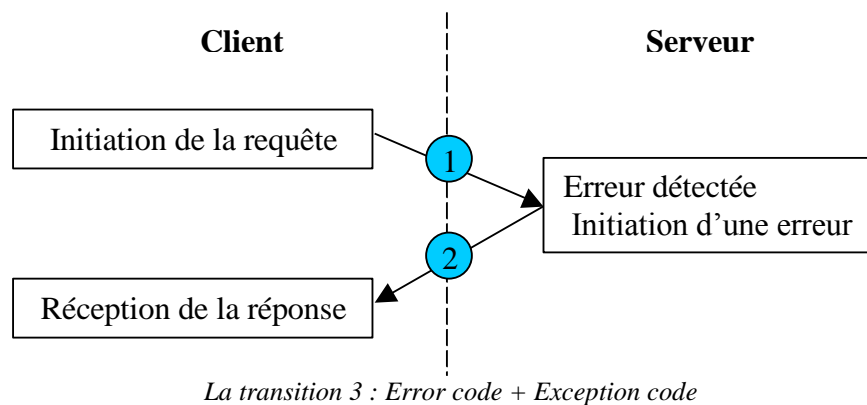 Client
Serveur
Initiation de la requête
1
Erreur détectée
Initiation d’une erreur
2
Réception de la réponse
La transition 3 : Error code + Exception code